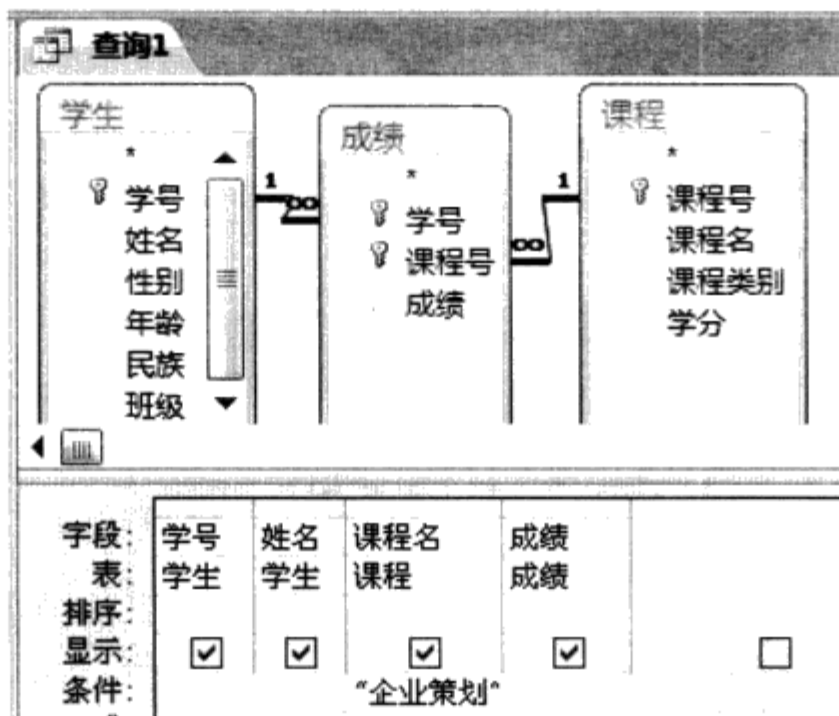 查询1
学生
*
学号
姓名
性别
年龄
民族
班级
1
∞
成绩
*
学号
课程号
成绩
∞
1
课程
*
课程号
课程名
课程类别
学分
字段: 学号 姓名 课程名 成绩
表: 学生 学生 课程 成绩
排序:
显示:
条件: "企业策划"